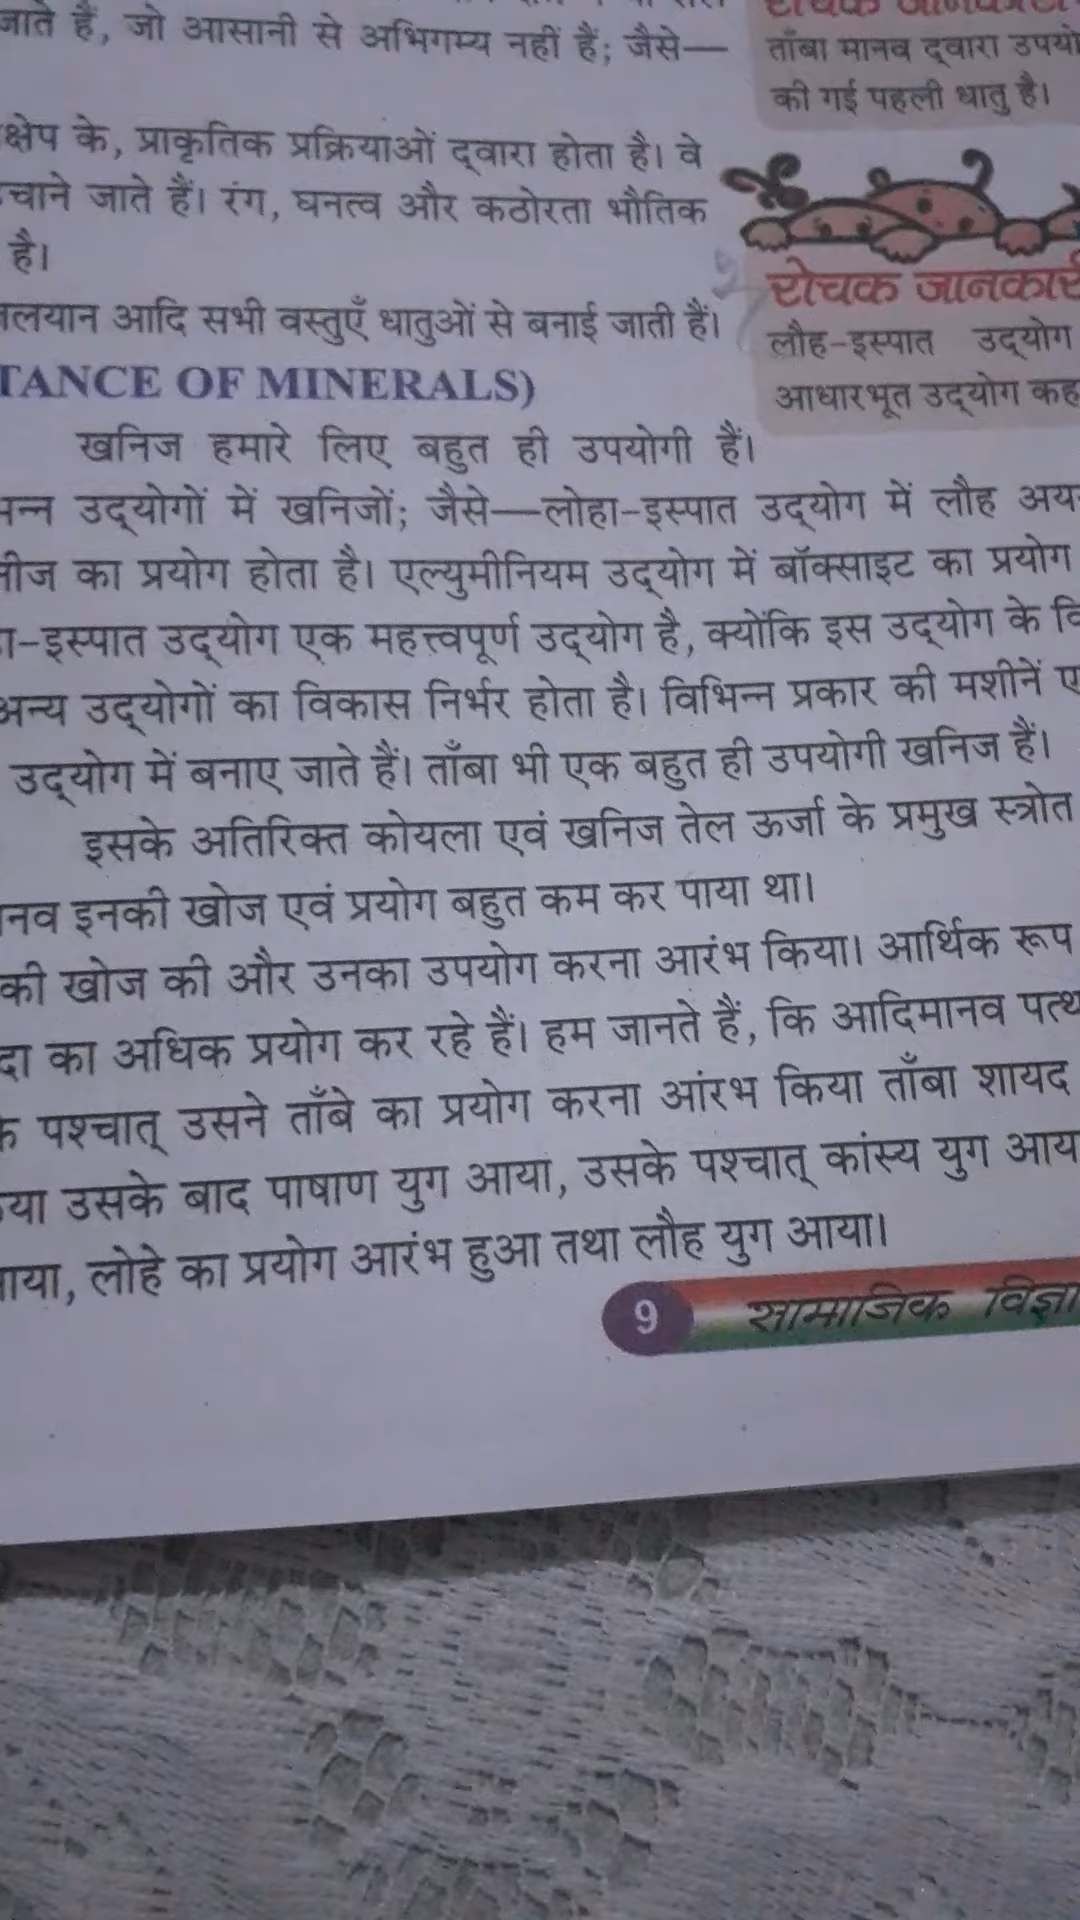 जाते हैं, जो आसानी से अभिगम्य नहीं हैं; जैसे—
ताँबा मानव द्वारा उपयो
की गई पहली धातु है।
क्षेप के, प्राकृतिक प्रक्रियाओं द्वारा होता है। वे
चाने जाते हैं। रंग, घनत्व और कठोरता भौतिक
है।
लयान आदि सभी वस्तुएँ धातुओं से बनाई जाती हैं।
रोचक जानकारी
लौह-इस्पात उद्योग
आधारभूत उद्योग कह
TANCE OF MINERALS)
खनिज हमारे लिए बहुत ही उपयोगी हैं।
न्न उद्योगों में खनिजों; जैसे—लोहा-इस्पात उद्योग में लौह अय
का प्रयोग होता है। एल्युमीनियम उद्योग में बॉक्साइट का प्रयोग
-इस्पात उद्योग एक महत्त्वपूर्ण उद्योग है, क्योंकि इस उद्योग के वि
अन्य उद्योगों का विकास निर्भर होता है। विभिन्न प्रकार की मशीनें ए
उद्योग में बनाए जाते हैं। ताँबा भी एक बहुत ही उपयोगी खनिज हैं।
इसके अतिरिक्त कोयला एवं खनिज तेल ऊर्जा के प्रमुख स्त्रोत
नव इनकी खोज एवं प्रयोग बहुत कम कर पाया था।
की खोज की और उनका उपयोग करना आरंभ किया। आर्थिक रूप
दा का अधिक प्रयोग कर रहे हैं। हम जानते हैं, कि आदिमानव पत्थ
के पश्चात् उसने ताँबे का प्रयोग करना आंरभ किया ताँबा शायद
या उसके बाद पाषाण युग आया, उसके पश्चात् कांस्य युग आय
ाया, लोहे का प्रयोग आरंभ हुआ तथा लौह युग आया।
9
सामाजिक विज्ञा